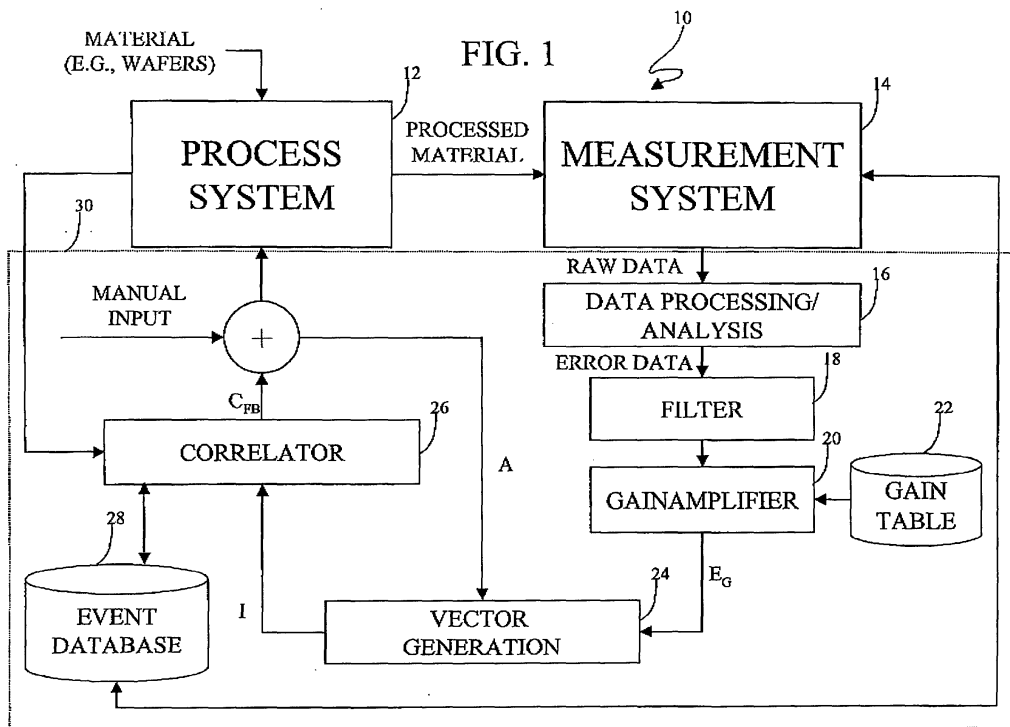 FIG. 1
10
MATERIAL
(E.G., WAFERS)
12
14
PROCESS
SYSTEM
PROCESSED
MATERIAL
MEASUREMENT
SYSTEM
30
RAW DATA
16
MANUAL
INPUT
+
DATA PROCESSING/
ANALYSIS
ERROR DATA
18
C_FB
FILTER
26
22
CORRELATOR
A
20
GAINAMPLIFIER
GAIN
TABLE
28
24
E_G
EVENT
DATABASE
I
VECTOR
GENERATION